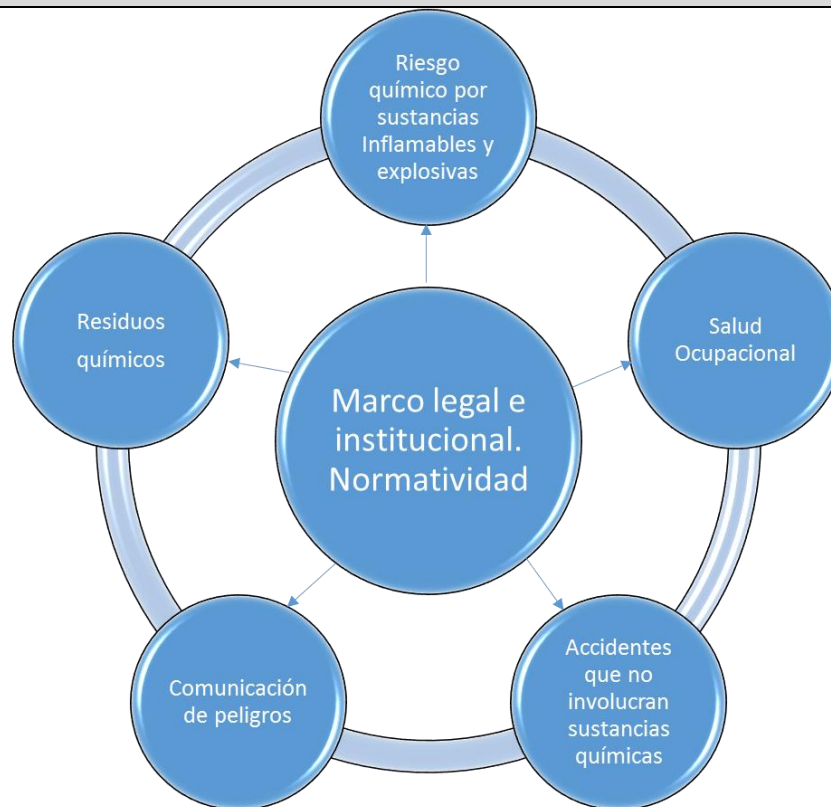 Riesgo
químico por
sustancias
Inflamables y
explosivas
Salud
Ocupacional
Accidentes
que no
involucran
sustancias
químicas
Comunicación
de peligros
Residuos
químicos
Marco legal e
institucional.
Normatividad